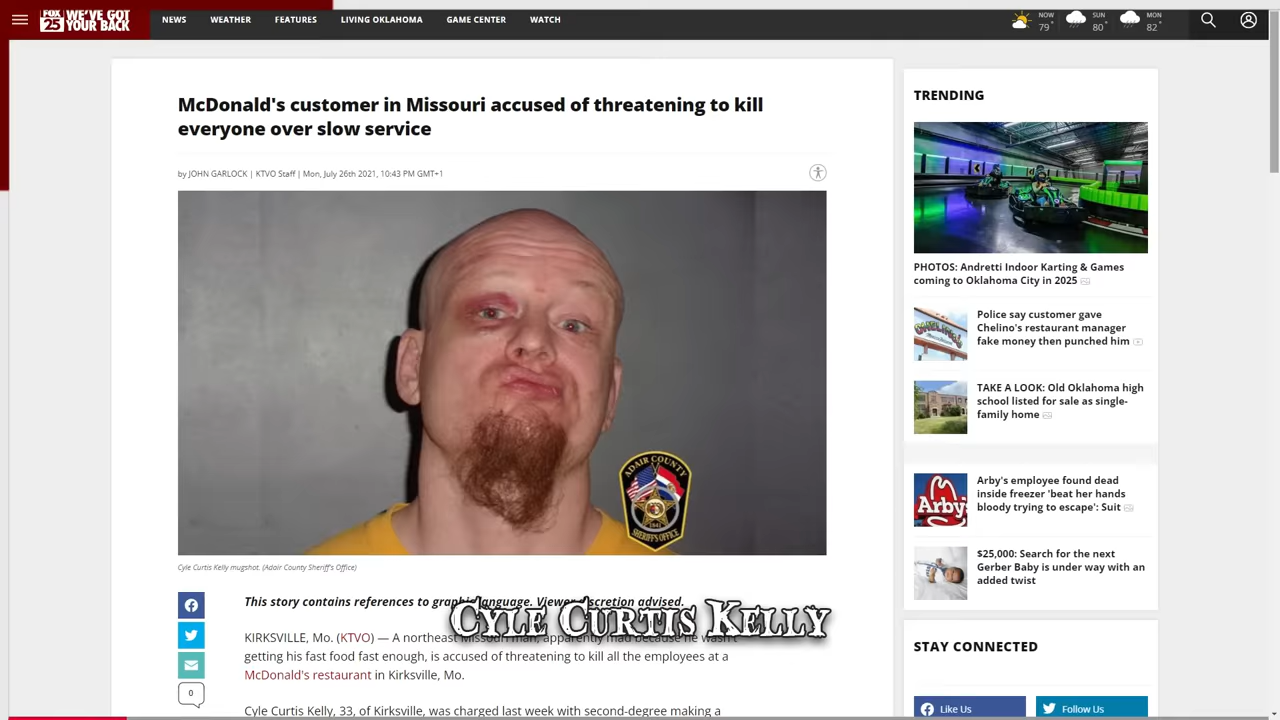 FOX 25 WE'VE GOT YOUR BACK
NEWS
WEATHER
FEATURES
LIVING OKLAHOMA
GAME CENTER
WATCH
NOW
79°
SUN
80°
MON
82°
McDonald's customer in Missouri accused of threatening to kill
everyone over slow service
by JOHN GARLOCK | KTVO Staff | Mon, July 26th 2021, 10:43 PM GMT+1
ADAIR COUNTY
SHERIFF'S OFFICE
Cyle Curtis Kelly mugshot. (Adair County Sheriff's Office)
This story contains references to graphic language. Viewer discretion advised.
Cyle Curtis Kelly
KIRKSVILLE, Mo. (KTVO) — A northeast Missouri man, apparently mad because he wasn't
getting his fast food fast enough, is accused of threatening to kill all the employees at a
McDonald's restaurant in Kirksville, Mo.
0
Cyle Curtis Kelly, 33, of Kirksville, was charged last week with second-degree making a
TRENDING
PHOTOS: Andretti Indoor Karting & Games
coming to Oklahoma City in 2025
CHELINO'S
Police say customer gave
Chelino's restaurant manager
fake money then punched him
TAKE A LOOK: Old Oklahoma high
school listed for sale as single-
family home
Arby's
Arby's employee found dead
inside freezer 'beat her hands
bloody trying to escape': Suit
$25,000: Search for the next
Gerber Baby is under way with an
added twist
STAY CONNECTED
Like Us
Follow Us